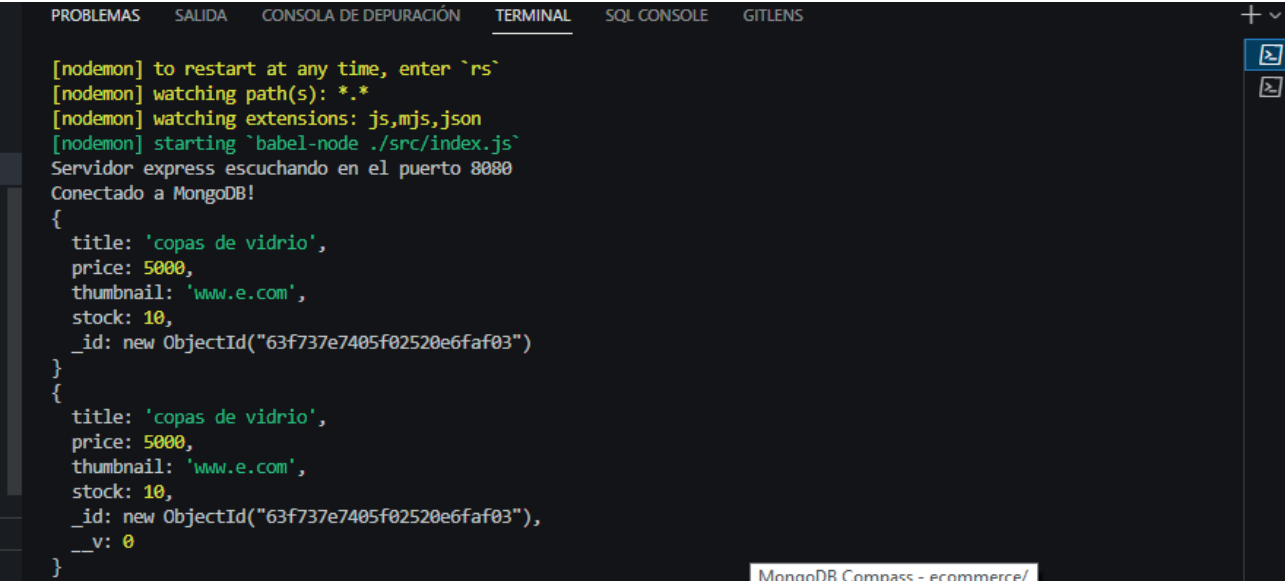 PROBLEMAS SALIDA CONSOLA DE DEPURACIÓN TERMINAL SQL CONSOLE GITLENS
[nodemon] to restart at any time, enter `rs`
[nodemon] watching path(s): *.*
[nodemon] watching extensions: js,mjs,json
[nodemon] starting `babel-node ./src/index.js`
Servidor express escuchando en el puerto 8080
Conectado a MongoDB!
{
  title: 'copas de vidrio',
  price: 5000,
  thumbnail: 'www.e.com',
  stock: 10,
  _id: new ObjectId("63f737e7405f02520e6faf03")
}
{
  title: 'copas de vidrio',
  price: 5000,
  thumbnail: 'www.e.com',
  stock: 10,
  _id: new ObjectId("63f737e7405f02520e6faf03"),
  __v: 0
}
MongoDB Compass - ecommerce/